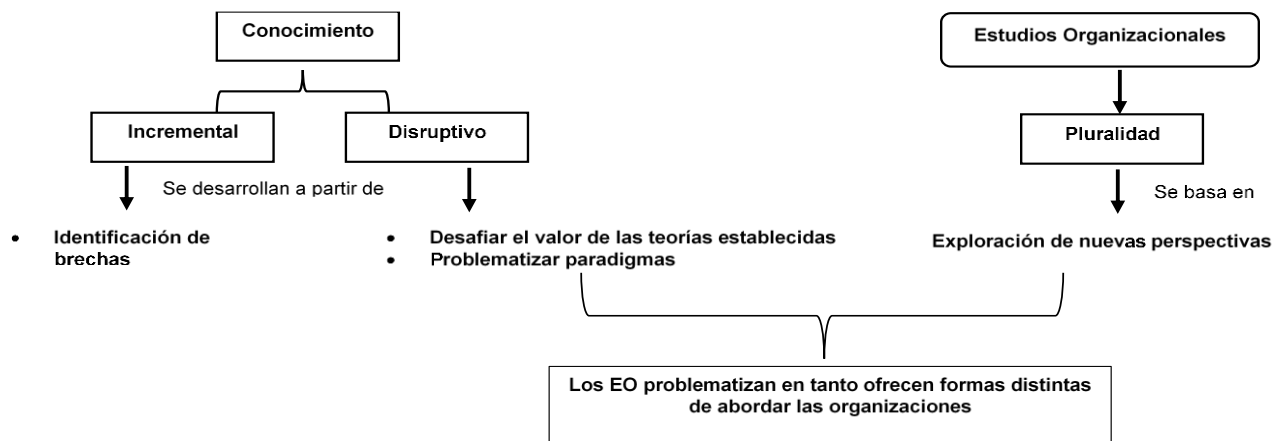 Conocimiento
Estudios Organizacionales
Incremental
Disruptivo
Pluralidad
Se desarrollan a partir de
Se basa en
• Identificación de
brechas
• Desafiar el valor de las teorías establecidas
• Problematizar paradigmas
Exploración de nuevas perspectivas
Los EO problematizan en tanto ofrecen formas distintas
de abordar las organizaciones